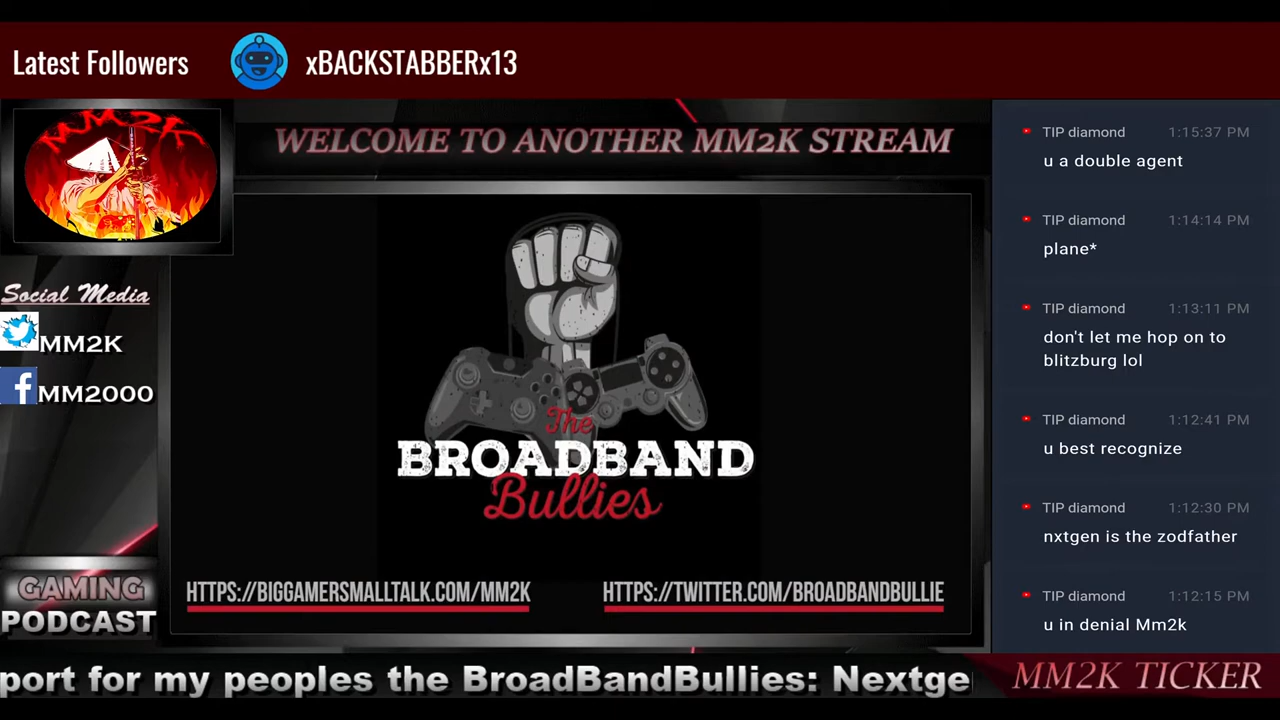 Latest Followers
xBACKSTABBERx13
MM2K
WELCOME TO ANOTHER MM2K STREAM
Social Media
MM2K
MM2000
GAMING
PODCAST
The
BROADBAND
Bullies
HTTPS://BIGGAMERSMALLTALK.COM/MM2K
HTTPS://TWITTER.COM/BROADBANDBULLIE
TIP diamond 1:15:37 PM
u a double agent
TIP diamond 1:14:14 PM
plane*
TIP diamond 1:13:11 PM
don't let me hop on to
blitzburg lol
TIP diamond 1:12:41 PM
u best recognize
TIP diamond 1:12:30 PM
nxtgen is the zodfather
TIP diamond 1:12:15 PM
u in denial Mm2k
port for my peoples the BroadBandBullies: Nextge
MM2K TICKER